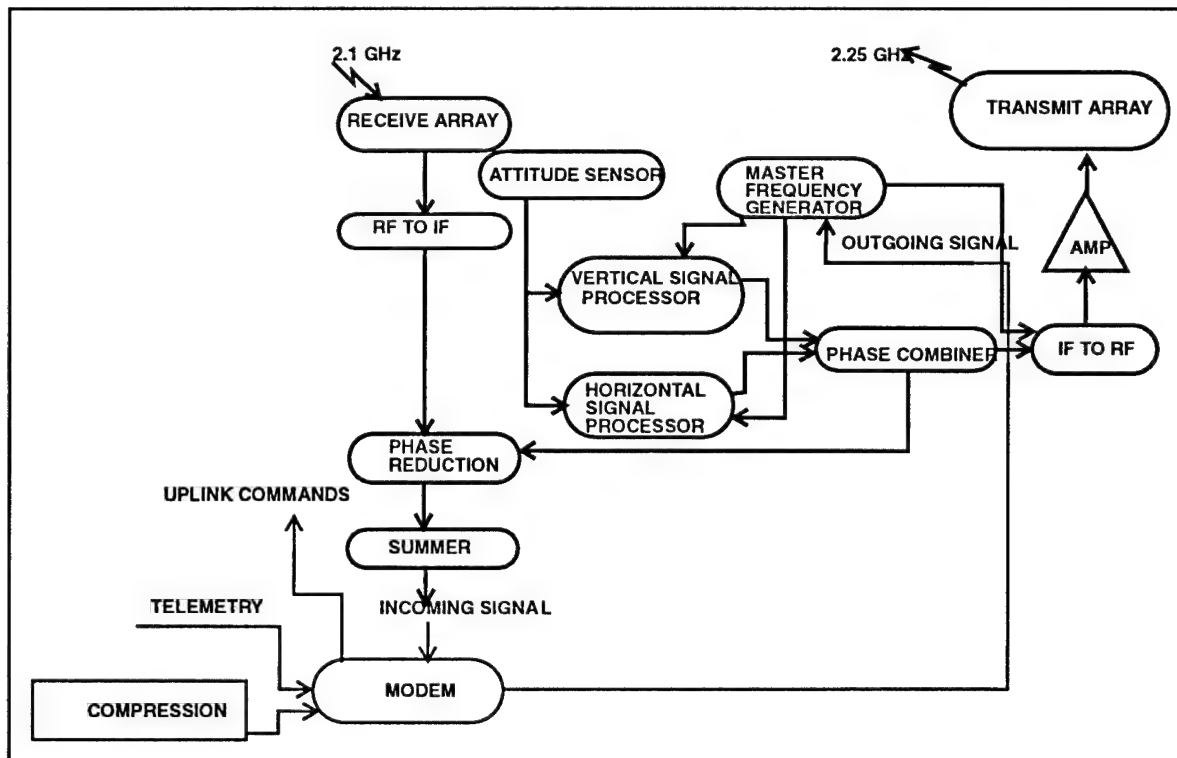 2.1 GHz
2.25 GHz
RECEIVE ARRAY
TRANSMIT ARRAY
ATTITUDE SENSOR
MASTER
FREQUENCY
GENERATOR
RF TO IF
OUTGOING SIGNAL
AMP
VERTICAL SIGNAL
PROCESSOR
PHASE COMBINER
IF TO RF
HORIZONTAL
SIGNAL
PROCESSOR
PHASE
REDUCTION
UPLINK COMMANDS
SUMMER
TELEMETRY
INCOMING SIGNAL
MODEM
COMPRESSION